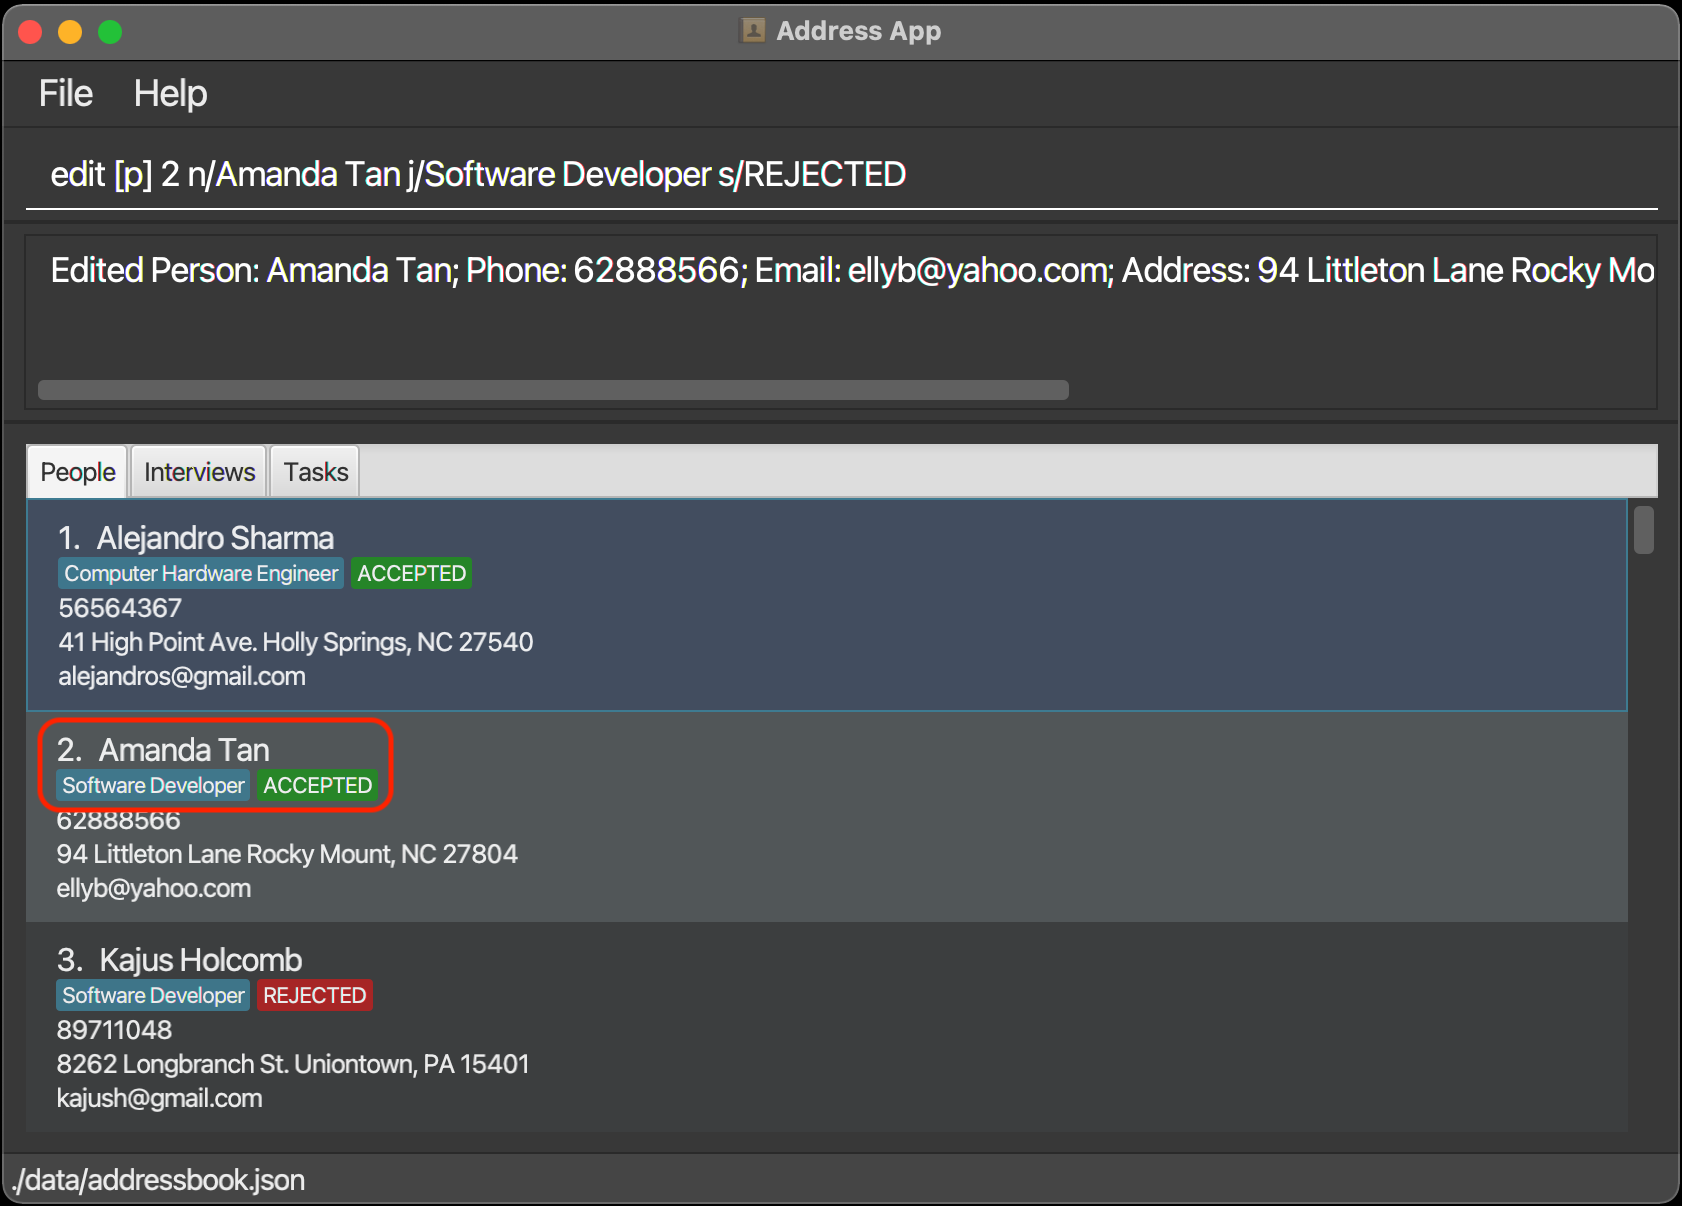 Address App
File Help
edit [p] 2 n/Amanda Tan j/Software Developer s/REJECTED
Edited Person: Amanda Tan; Phone: 62888566; Email: ellyb@yahoo.com; Address: 94 Littleton Lane Rocky Mo
People Interviews Tasks
1. Alejandro Sharma
Computer Hardware Engineer ACCEPTED
56564367
41 High Point Ave. Holly Springs, NC 27540
alejandros@gmail.com
2. Amanda Tan
Software Developer ACCEPTED
62888566
94 Littleton Lane Rocky Mount, NC 27804
ellyb@yahoo.com
3. Kajus Holcomb
Software Developer REJECTED
89711048
8262 Longbranch St. Uniontown, PA 15401
kajush@gmail.com
./data/addressbook.json